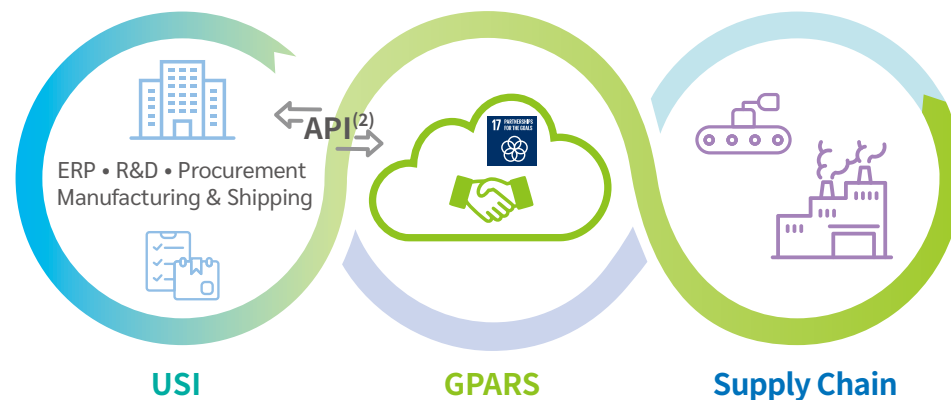 API(2)
17 PARTNERSHIPS
FOR THE GOALS
ERP • R&D • Procurement
Manufacturing & Shipping
USI
GPARS
Supply Chain